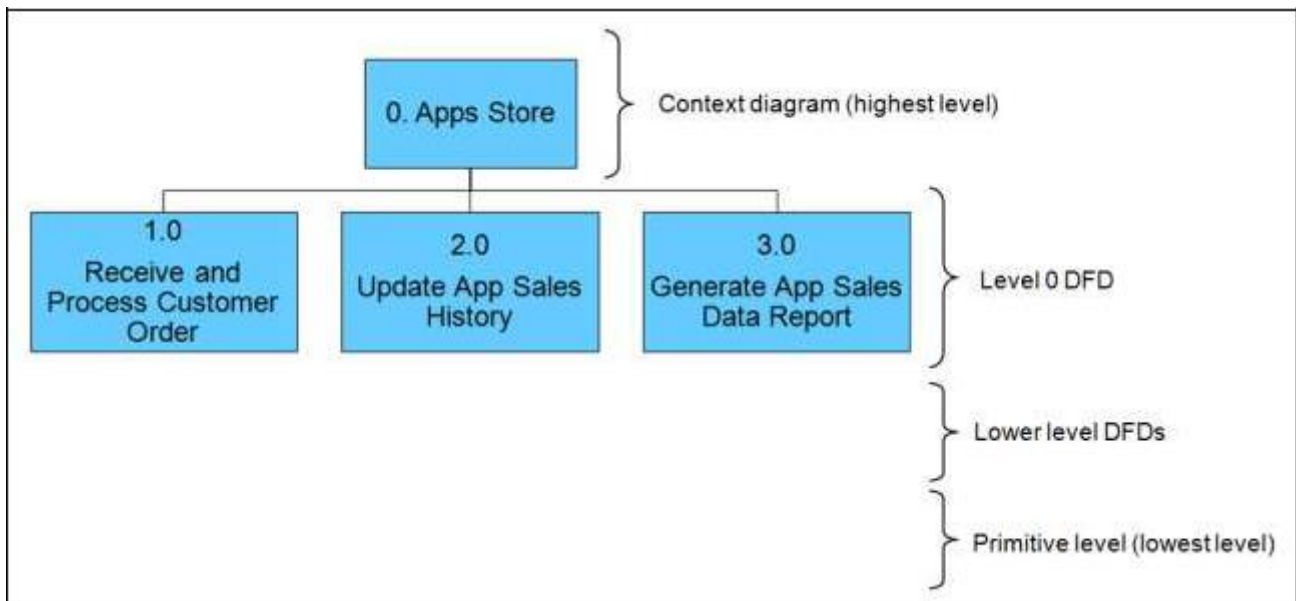 0. Apps Store
Context diagram (highest level)
1.0
Receive and
Process Customer
Order
2.0
Update App Sales
History
3.0
Generate App Sales
Data Report
Level 0 DFD
Lower level DFDs
Primitive level (lowest level)